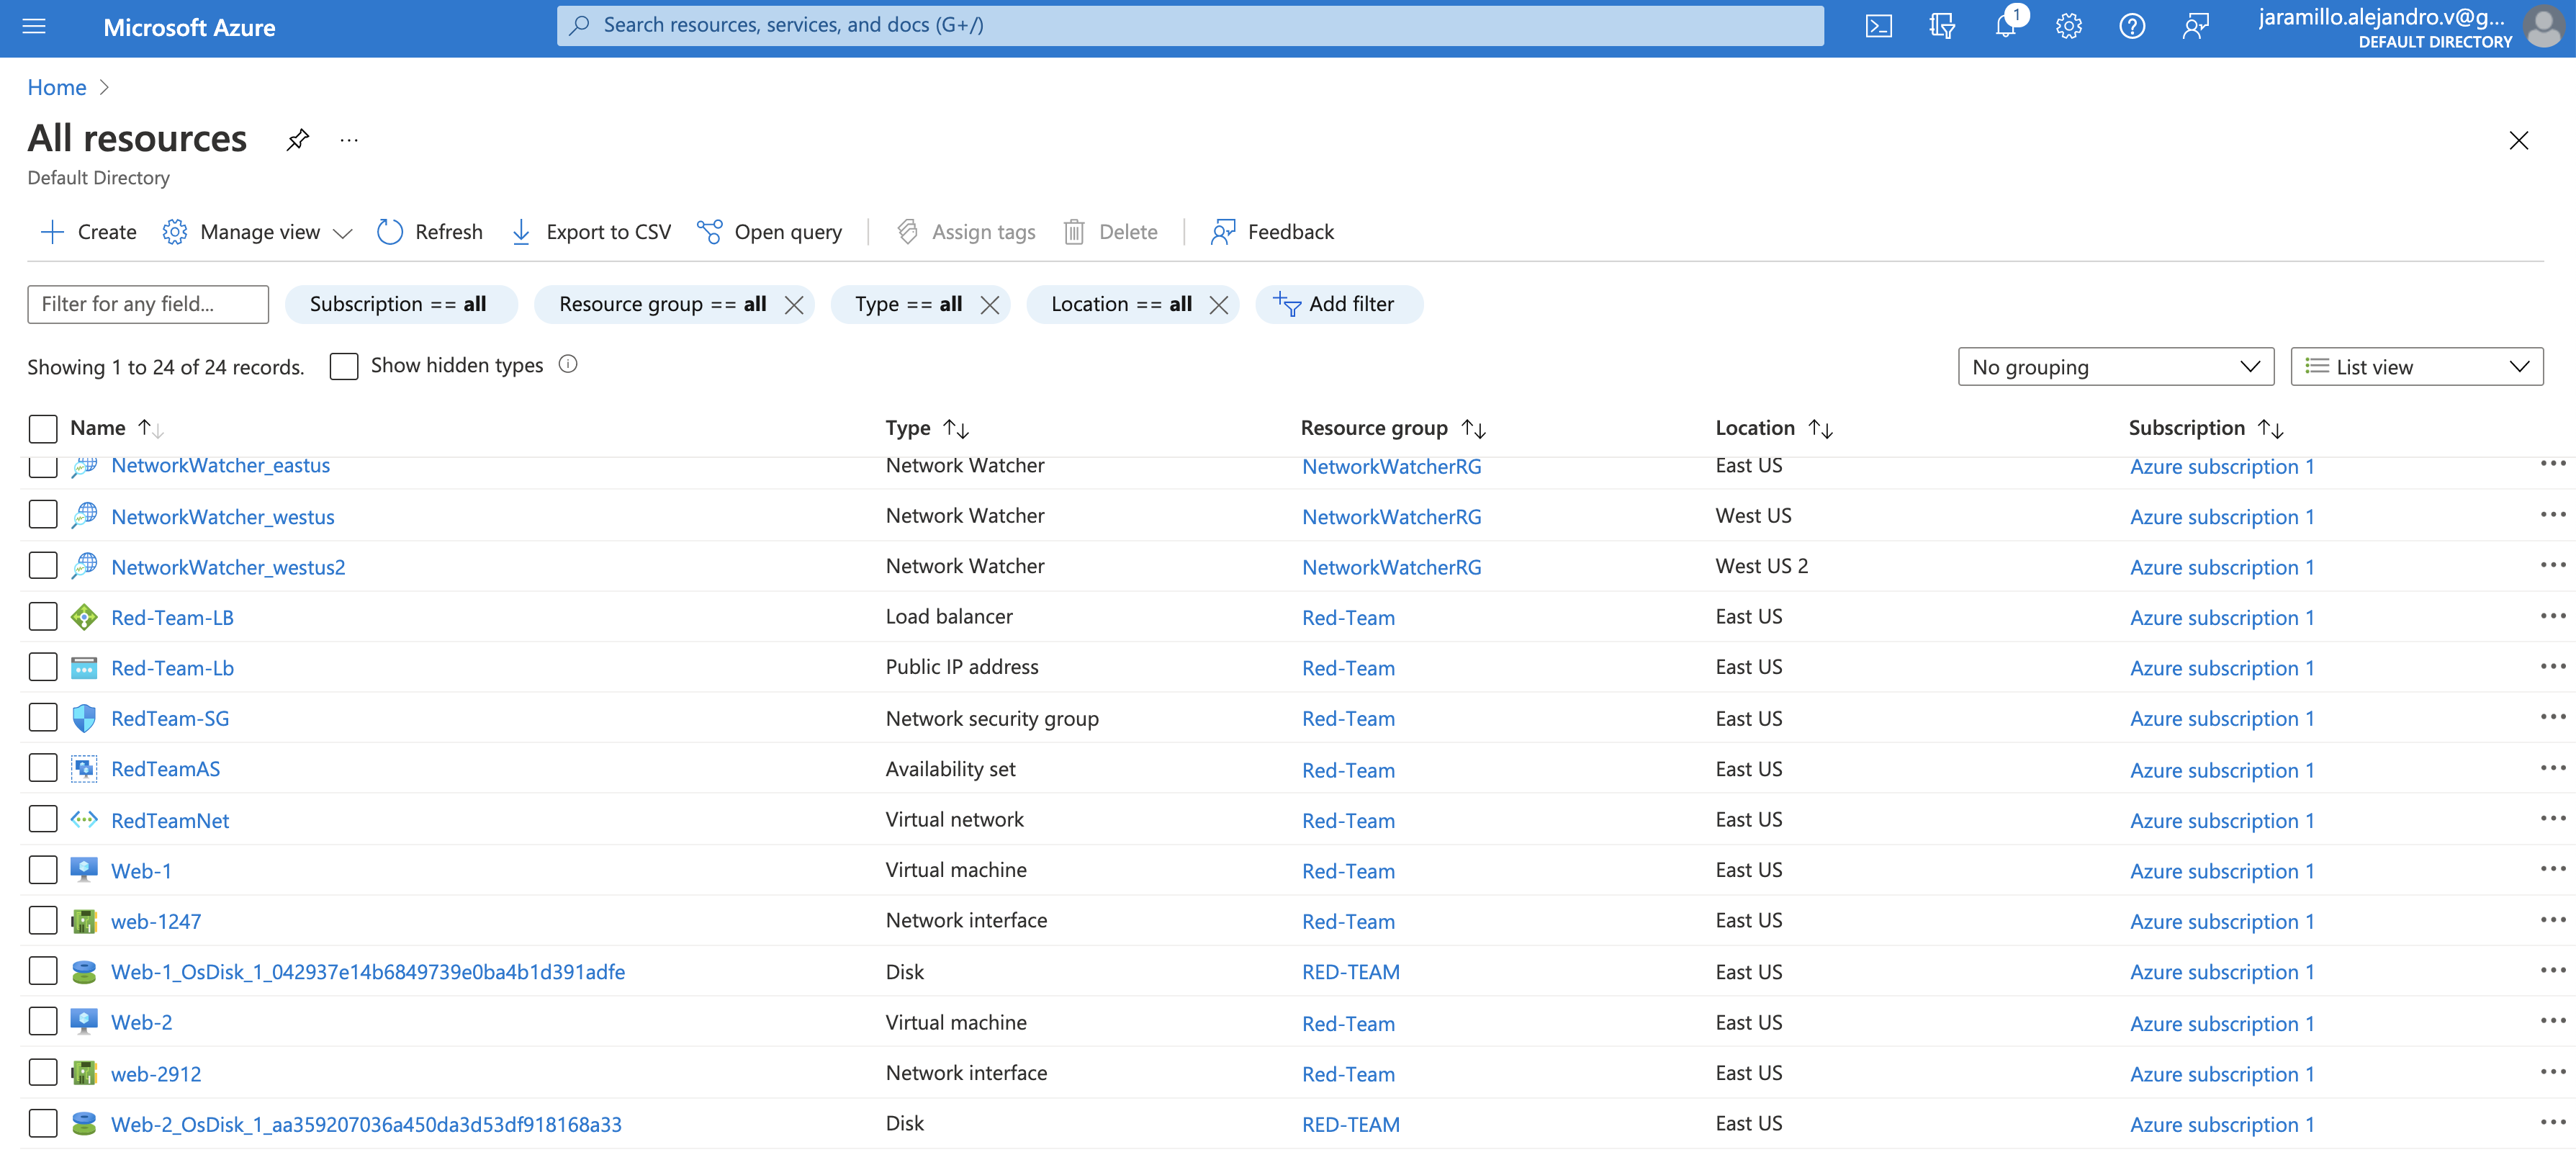 Microsoft Azure
Search resources, services, and docs (G+/)
1
jaramillo.alejandro.v@g...
DEFAULT DIRECTORY
Home
All resources
...
Default Directory
Create Manage view Refresh Export to CSV Open query Assign tags Delete Feedback
Filter for any field... Subscription == all Resource group == all Type == all Location == all Add filter
Showing 1 to 24 of 24 records. Show hidden types No grouping List view
Name Type Resource group Location Subscription
NetworkWatcher_eastus Network Watcher NetworkWatcherRG East US Azure subscription 1
NetworkWatcher_westus Network Watcher NetworkWatcherRG West US Azure subscription 1
NetworkWatcher_westus2 Network Watcher NetworkWatcherRG West US 2 Azure subscription 1
Red-Team-LB Load balancer Red-Team East US Azure subscription 1
Red-Team-Lb Public IP address Red-Team East US Azure subscription 1
RedTeam-SG Network security group Red-Team East US Azure subscription 1
RedTeamAS Availability set Red-Team East US Azure subscription 1
RedTeamNet Virtual network Red-Team East US Azure subscription 1
Web-1 Virtual machine Red-Team East US Azure subscription 1
web-1247 Network interface Red-Team East US Azure subscription 1
Web-1_OsDisk_1_042937e14b6849739e0ba4b1d391adfe Disk RED-TEAM East US Azure subscription 1
Web-2 Virtual machine Red-Team East US Azure subscription 1
web-2912 Network interface Red-Team East US Azure subscription 1
Web-2_OsDisk_1_aa359207036a450da3d53df918168a33 Disk RED-TEAM East US Azure subscription 1